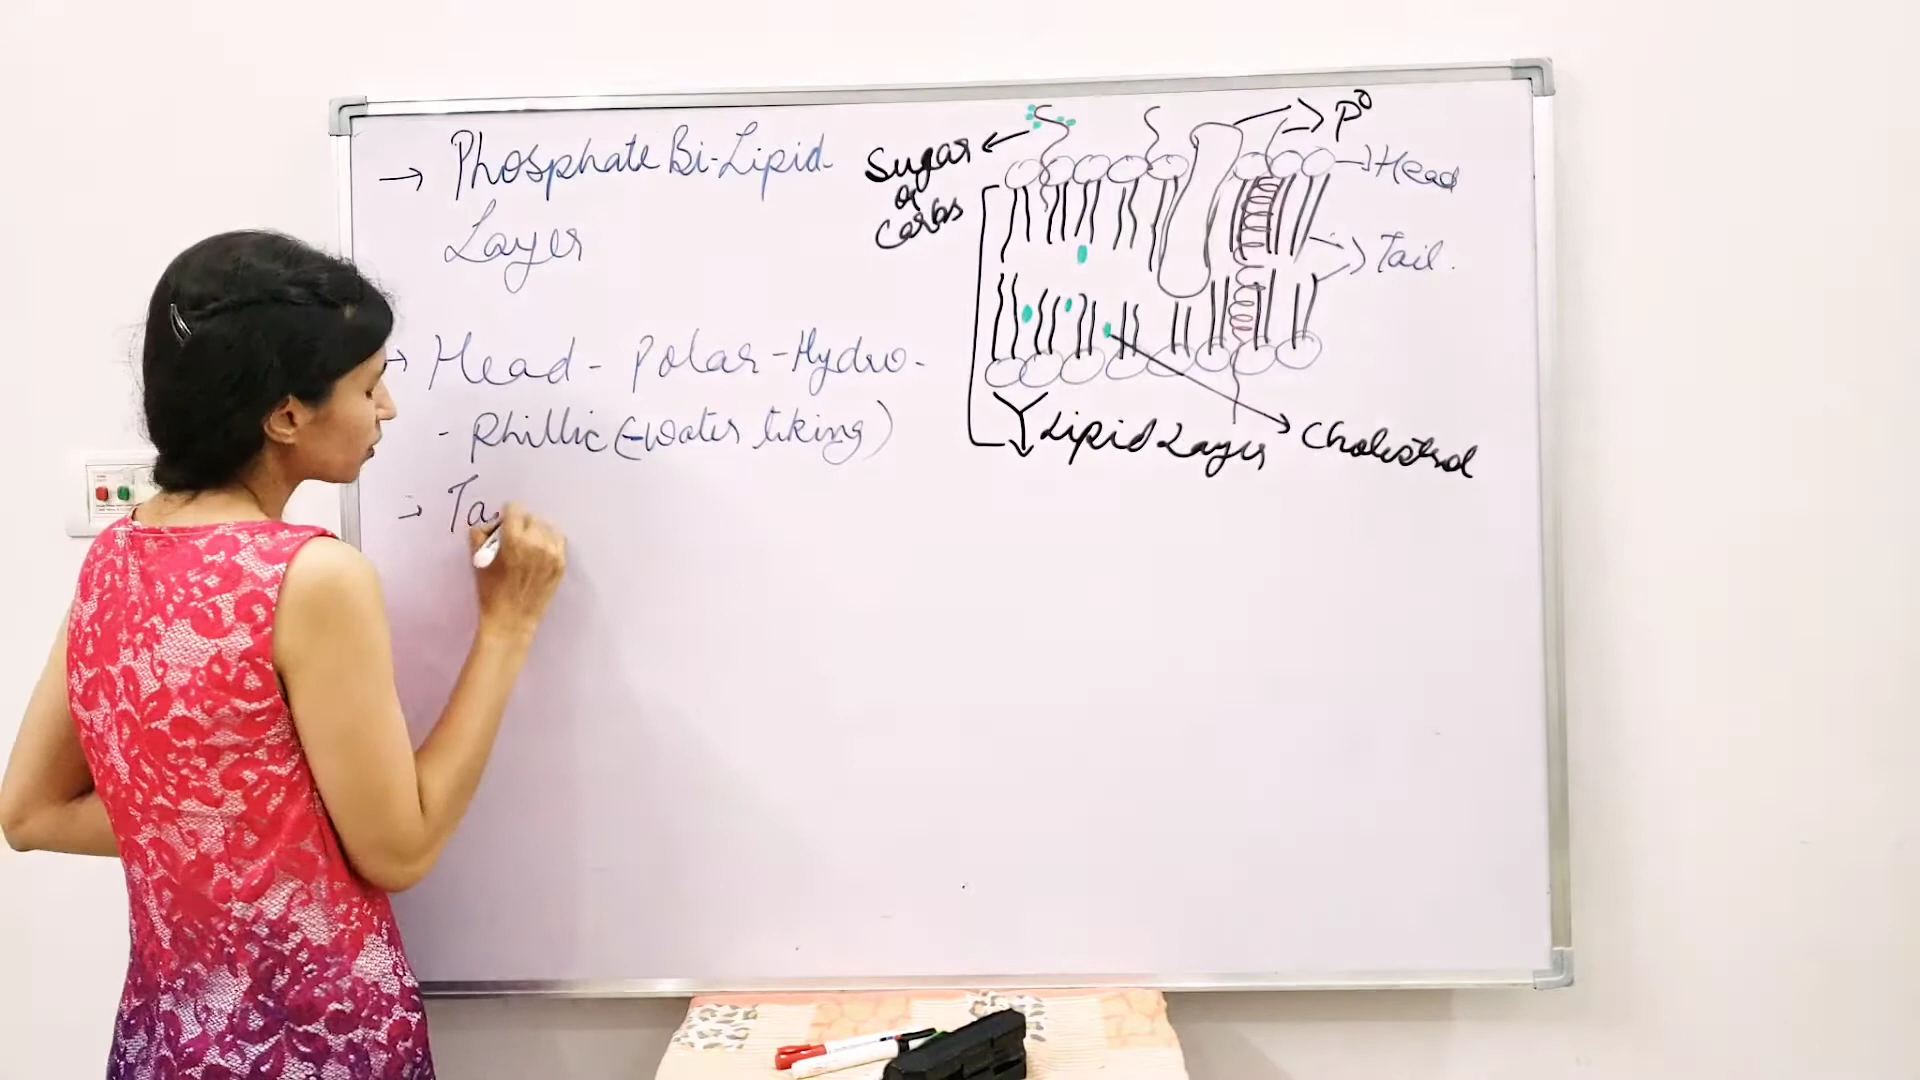 → Phosphate Bi-Lipid-
Layer
→ Head - Polar - Hydro -
- Phillic (-Water liking)
→ Ta
Sugar
or
Carbs
P⁰
Head
Tail.
Lipid Layer
Cholestrol